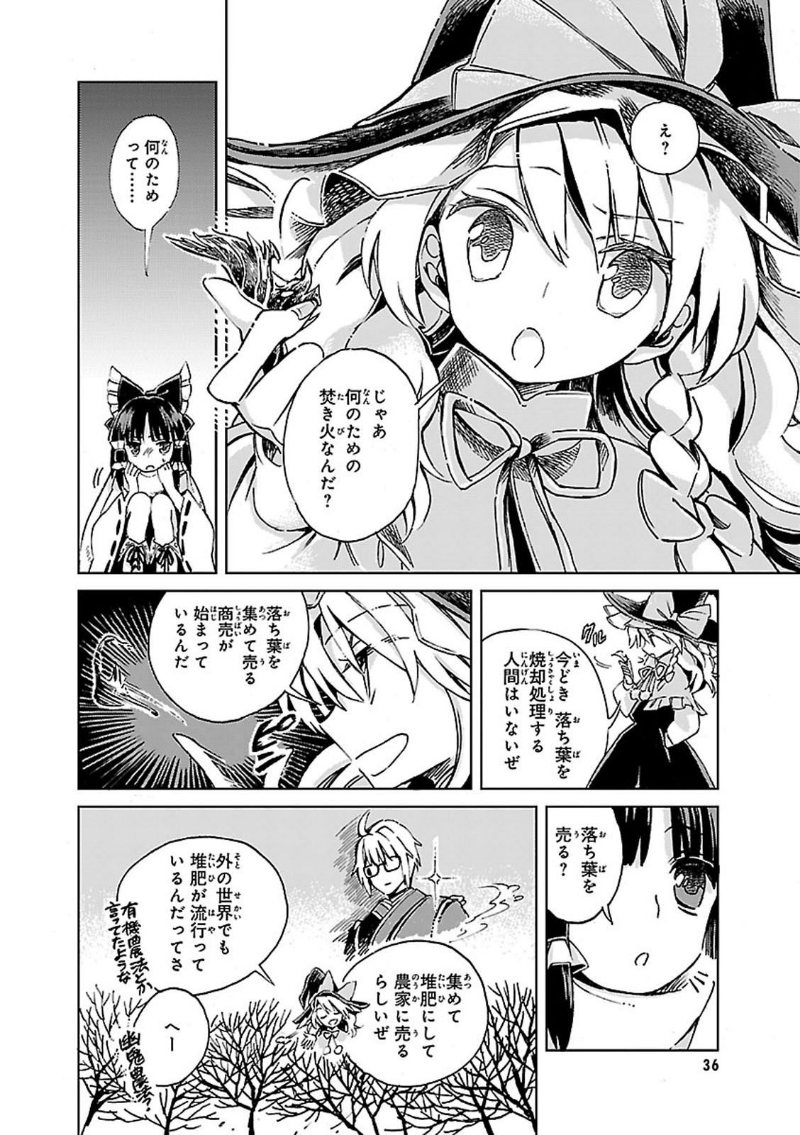 え?
じゃあ
何のための
焚き火なんだ?
何のため
って……
今どき 落ち葉を
焼却処理する
人間はいないぜ
グル
落ち葉を
集めて売る
商売が
始まって
いるんだ
パシ
落ち葉を
売る?
集めて
堆肥にして
農家に売る
らしいぜ
外の世界でも
堆肥が流行って
いるんだってさ
有機農法とか
言ってたような
へー
幽鬼農法?
36